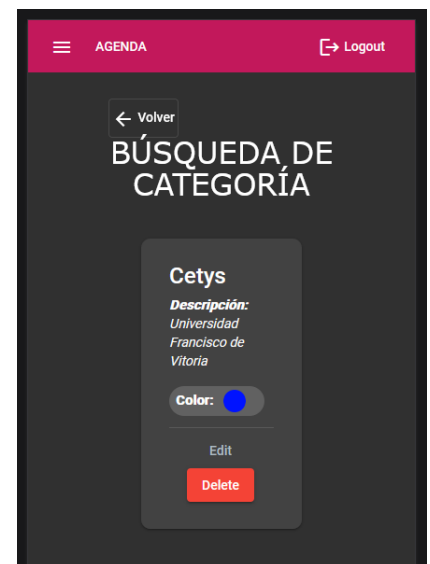 AGENDA
Logout
Volver
BÚSQUEDA DE
CATEGORÍA
Cetys
Descripción:
Universidad
Francisco de
Vitoria
Color:
Edit
Delete